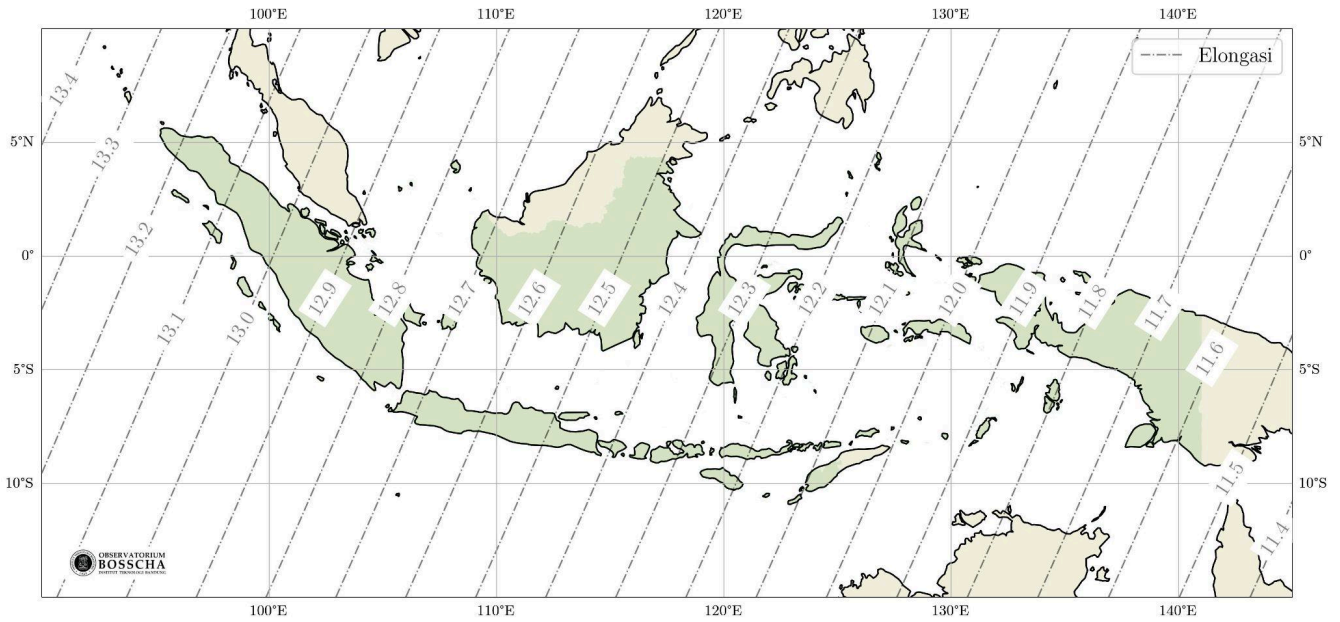 100°E 110°E 120°E 130°E 140°E
Elongasi
13.4
5°N 13.3 5°N
13.2
0° 0°
13.1 13.0 12.9 12.8 12.7 12.6 12.5 12.4 12.3 12.2 12.1 12.0 11.9 11.8 11.7
5°S 11.6 5°S
10°S 11.5 10°S
11.4
OBSERVATORIUM
BOSSCHA
INSTITUT TEKNOLOGI BANDUNG
100°E 110°E 120°E 130°E 140°E